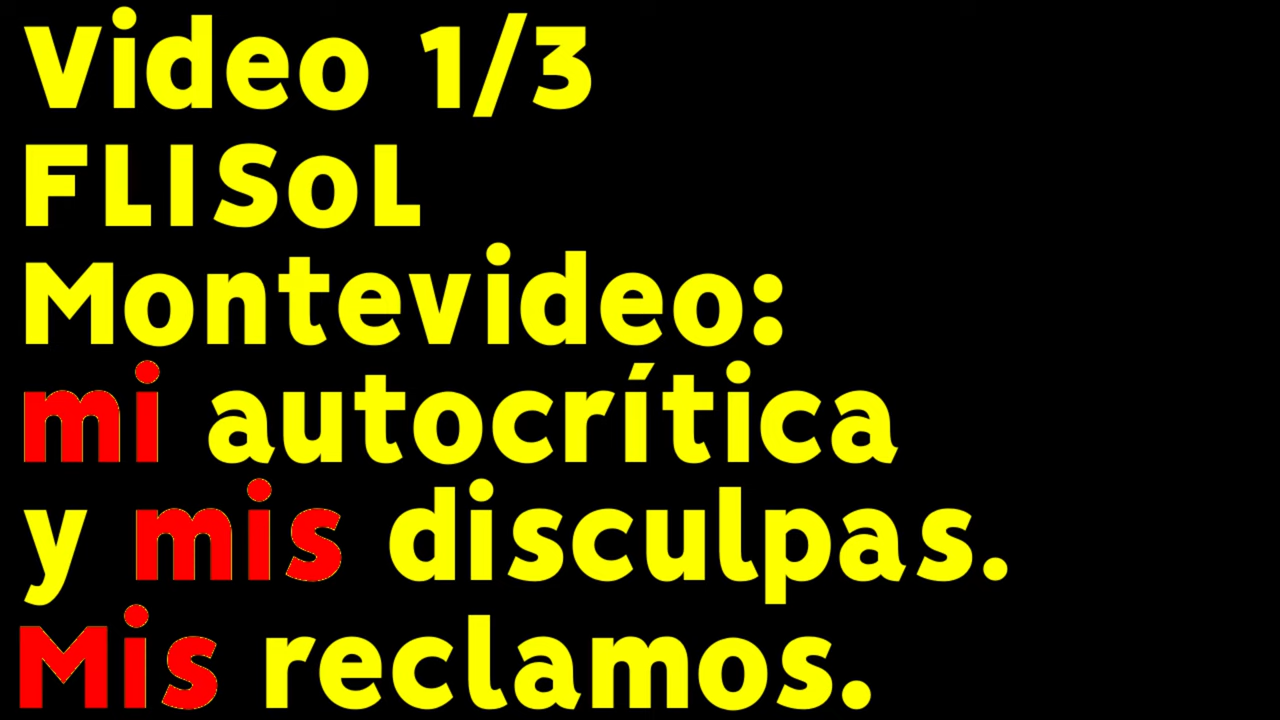 Video 1/3
FLISoL
Montevideo:
mi autocrítica
y mis disculpas.
Mis reclamos.